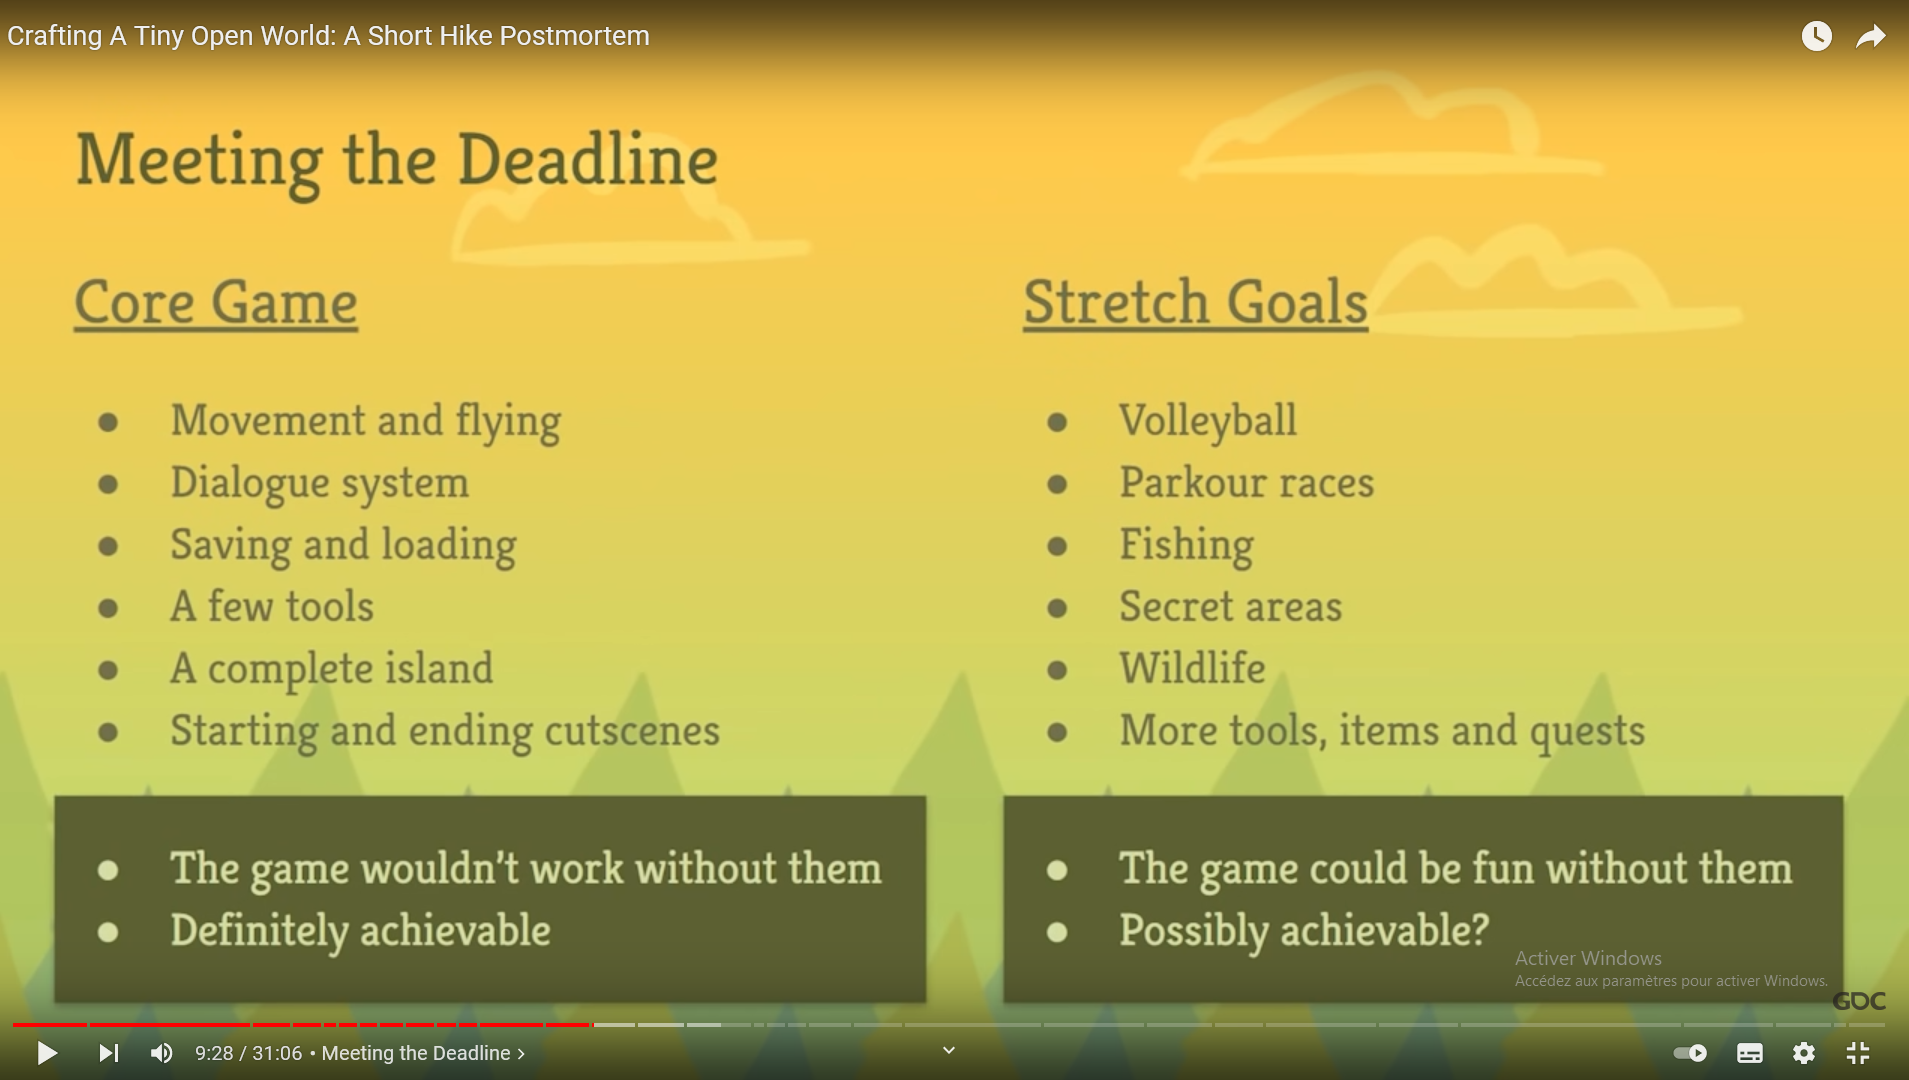 Crafting A Tiny Open World: A Short Hike Postmortem
Meeting the Deadline
Core Game
Movement and flying
Dialogue system
Saving and loading
A few tools
A complete island
Starting and ending cutscenes
The game wouldn't work without them
Definitely achievable
Stretch Goals
Volleyball
Parkour races
Fishing
Secret areas
Wildlife
More tools, items and quests
The game could be fun without them
Possibly achievable?
Activer Windows
Accédez aux paramètres pour activer Windows.
GDC
9:28 / 31:06 • Meeting the Deadline